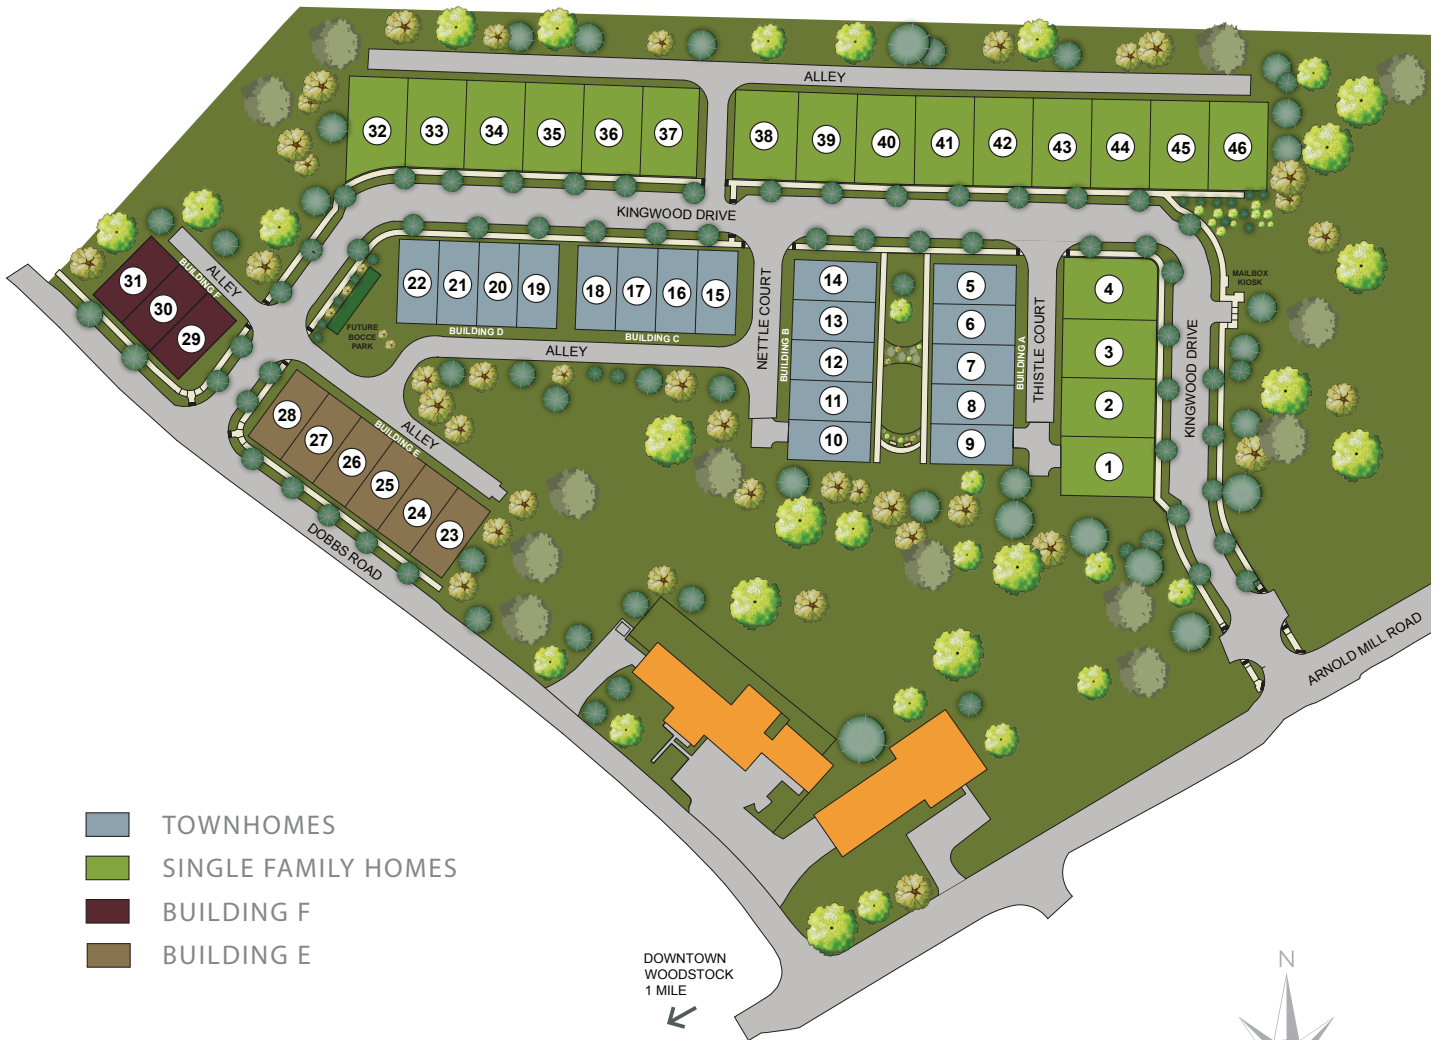 ALLEY
32
33
34
35
36
37
38
39
40
41
42
43
44
45
46
KINGWOOD DRIVE
31
30
29
BUILDING F
ALLEY
22
21
20
19
18
17
16
15
BUILDING D
BUILDING C
ALLEY
FUTURE
BOCCE
PARK
NETTLE COURT
BUILDING B
14
13
12
11
10
5
6
7
8
9
BUILDING A
THISTLE COURT
4
3
2
1
KINGWOOD DRIVE
MAILBOX
KIOSK
28
27
26
25
24
23
BUILDING E
ALLEY
DOBBS ROAD
ARNOLD MILL ROAD
TOWNHOMES
SINGLE FAMILY HOMES
BUILDING F
BUILDING E
DOWNTOWN
WOODSTOCK
1 MILE
N